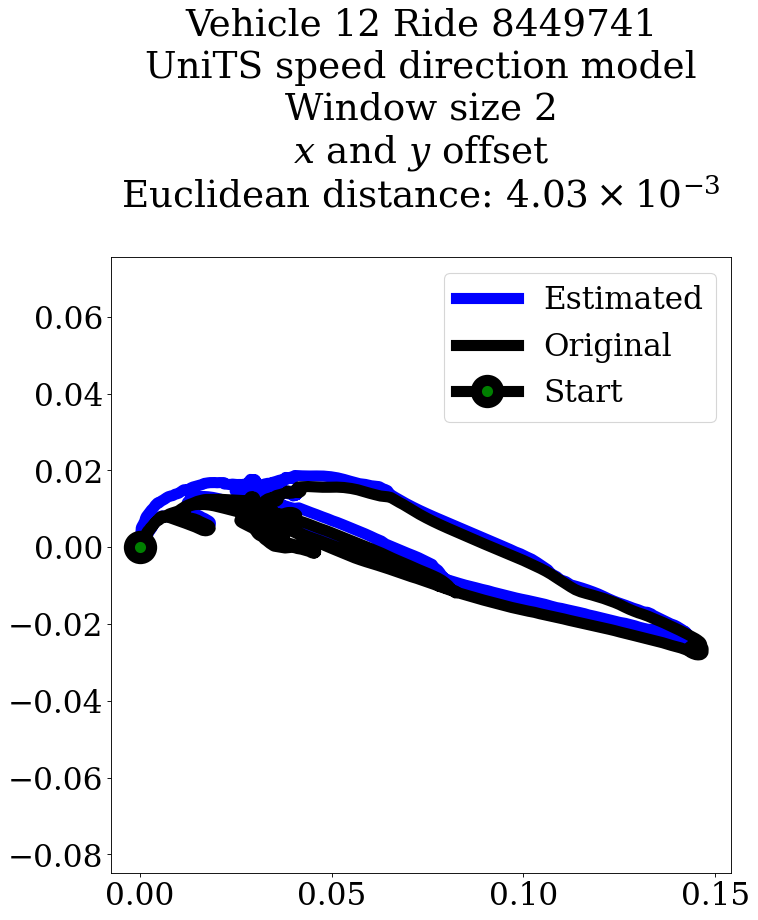 Vehicle 12 Ride 8449741
UniTS speed direction model
Window size 2
x and y offset
Euclidean distance: 4.03 × 10⁻³
Estimated
Original
Start
0.06
0.04
0.02
0.00
−0.02
−0.04
−0.06
−0.08
0.00 0.05 0.10 0.15